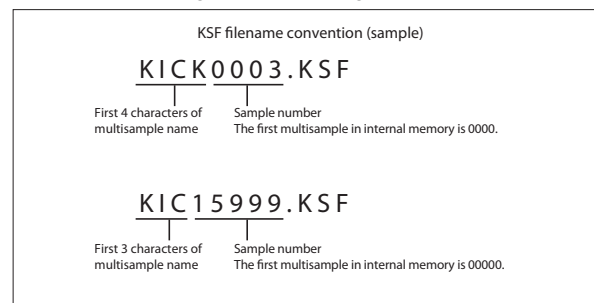 KSF filename convention (sample)
KICK0003.KSF
First 4 characters of
multisample name
Sample number
The first multisample in internal memory is 0000.
KIC15999.KSF
First 3 characters of
multisample name
Sample number
The first multisample in internal memory is 00000.